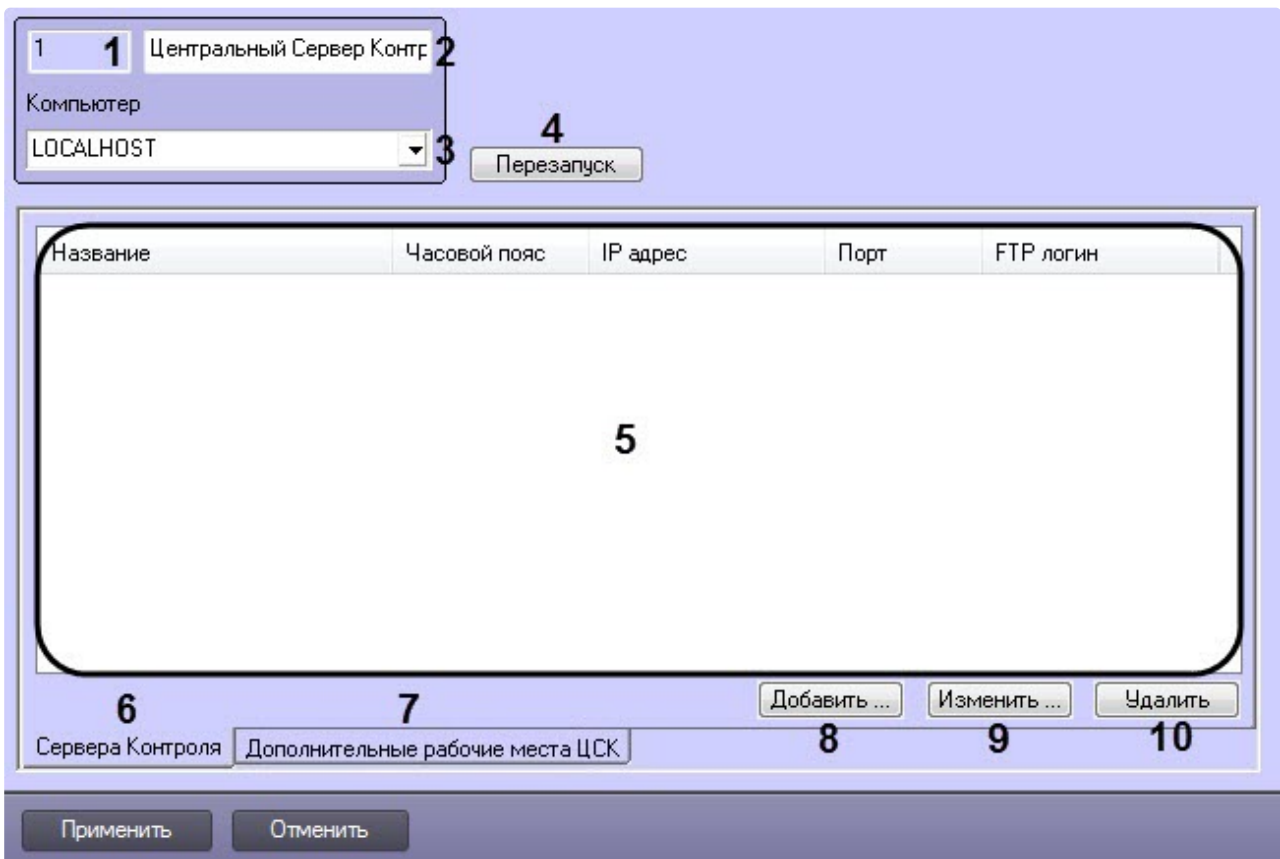 1 1 Центральный Сервер Контр 2
Компьютер
LOCALHOST 3
4
Перезапуск
Название Часовой пояс IP адрес Порт FTP логин
5
Добавить ... Изменить ... Удалить
6 7 8 9 10
Сервера Контроля Дополнительные рабочие места ЦСК
Применить Отменить